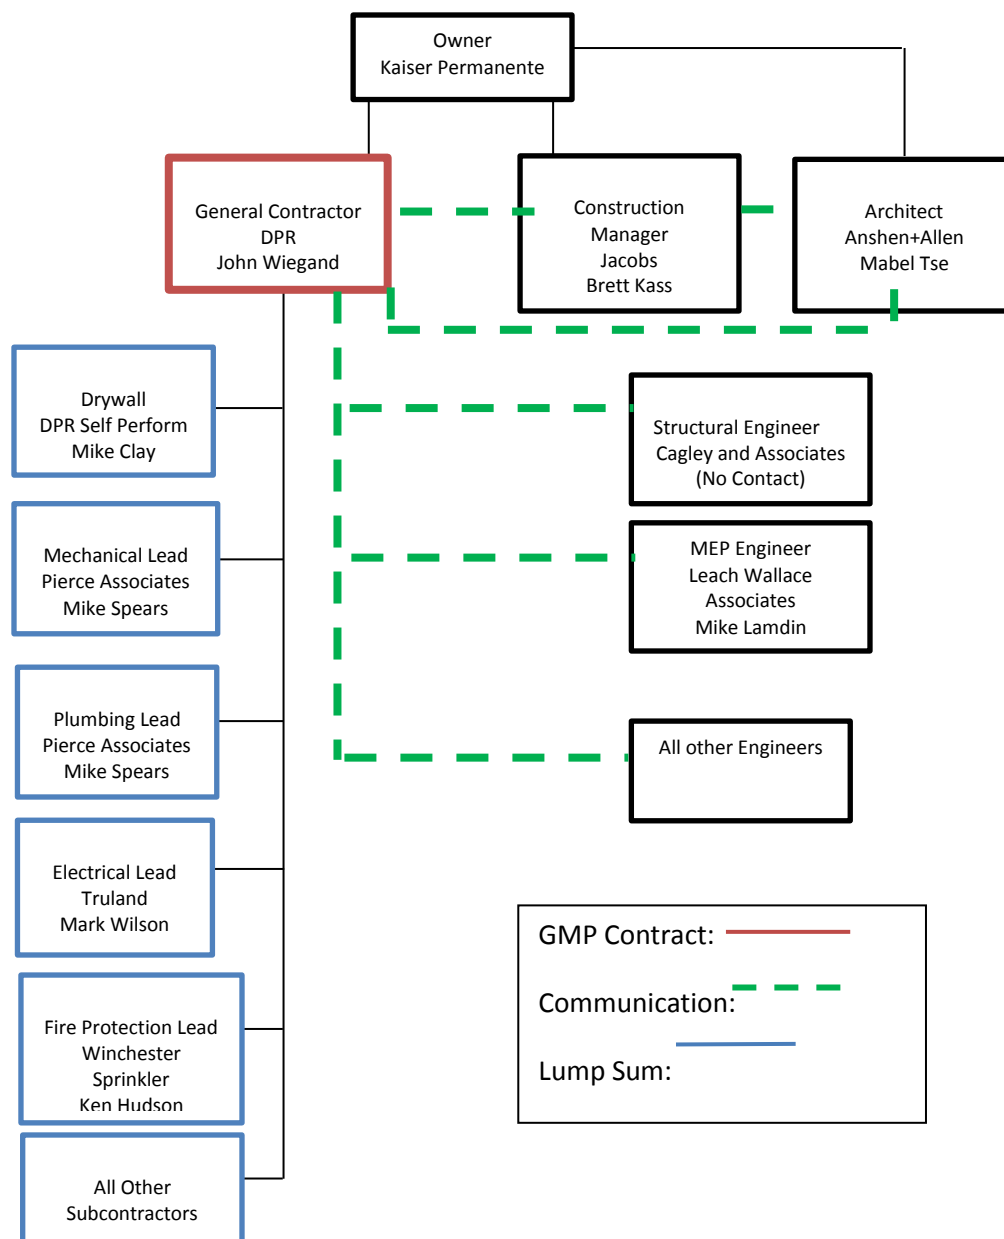 Owner
Kaiser Permanente
General Contractor
DPR
John Wiegand
Construction
Manager
Jacobs
Brett Kass
Architect
Anshen+Allen
Mabel Tse
Drywall
DPR Self Perform
Mike Clay
Structural Engineer
Cagley and Associates
(No Contact)
Mechanical Lead
Pierce Associates
Mike Spears
MEP Engineer
Leach Wallace
Associates
Mike Lamdin
Plumbing Lead
Pierce Associates
Mike Spears
All other Engineers
Electrical Lead
Truland
Mark Wilson
Fire Protection Lead
Winchester
Sprinkler
Ken Hudson
All Other
Subcontractors
GMP Contract:
Communication:
Lump Sum: